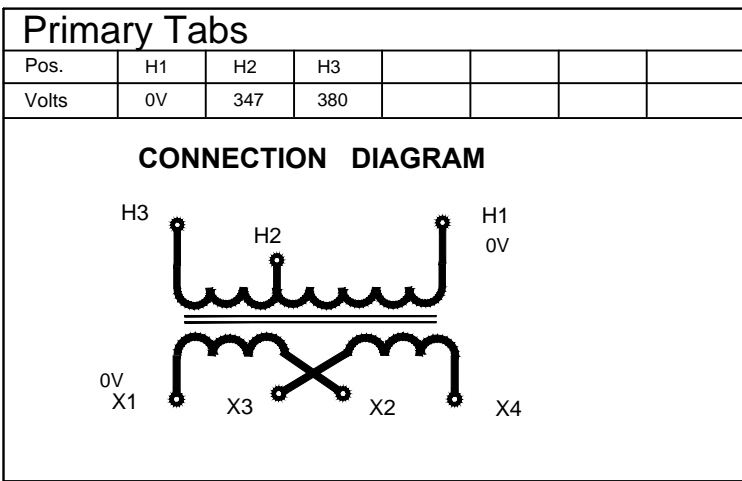 Primary Tabs
Pos. H1 H2 H3
Volts 0V 347 380
CONNECTION DIAGRAM
H3 H2 H1
0V
0V
X1 X3 X2 X4